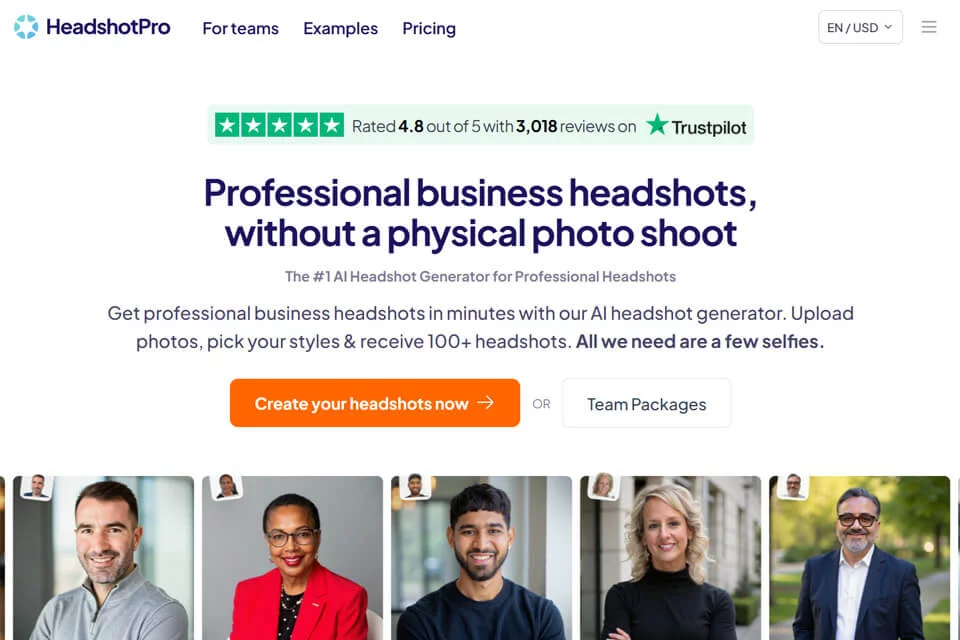 HeadshotPro For teams Examples Pricing EN / USD
Rated 4.8 out of 5 with 3,018 reviews on Trustpilot
Professional business headshots,
without a physical photo shoot
The #1 AI Headshot Generator for Professional Headshots
Get professional business headshots in minutes with our AI headshot generator. Upload
photos, pick your styles & receive 100+ headshots. All we need are a few selfies.
Create your headshots now → OR Team Packages